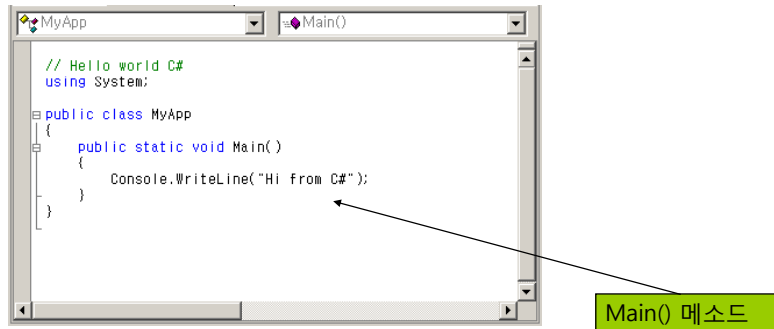 MyApp
Main()
// Hello world C#
using System;
public class MyApp
{
public static void Main()
{
Console.WriteLine("Hi from C#");
}
}
Main() 메소드